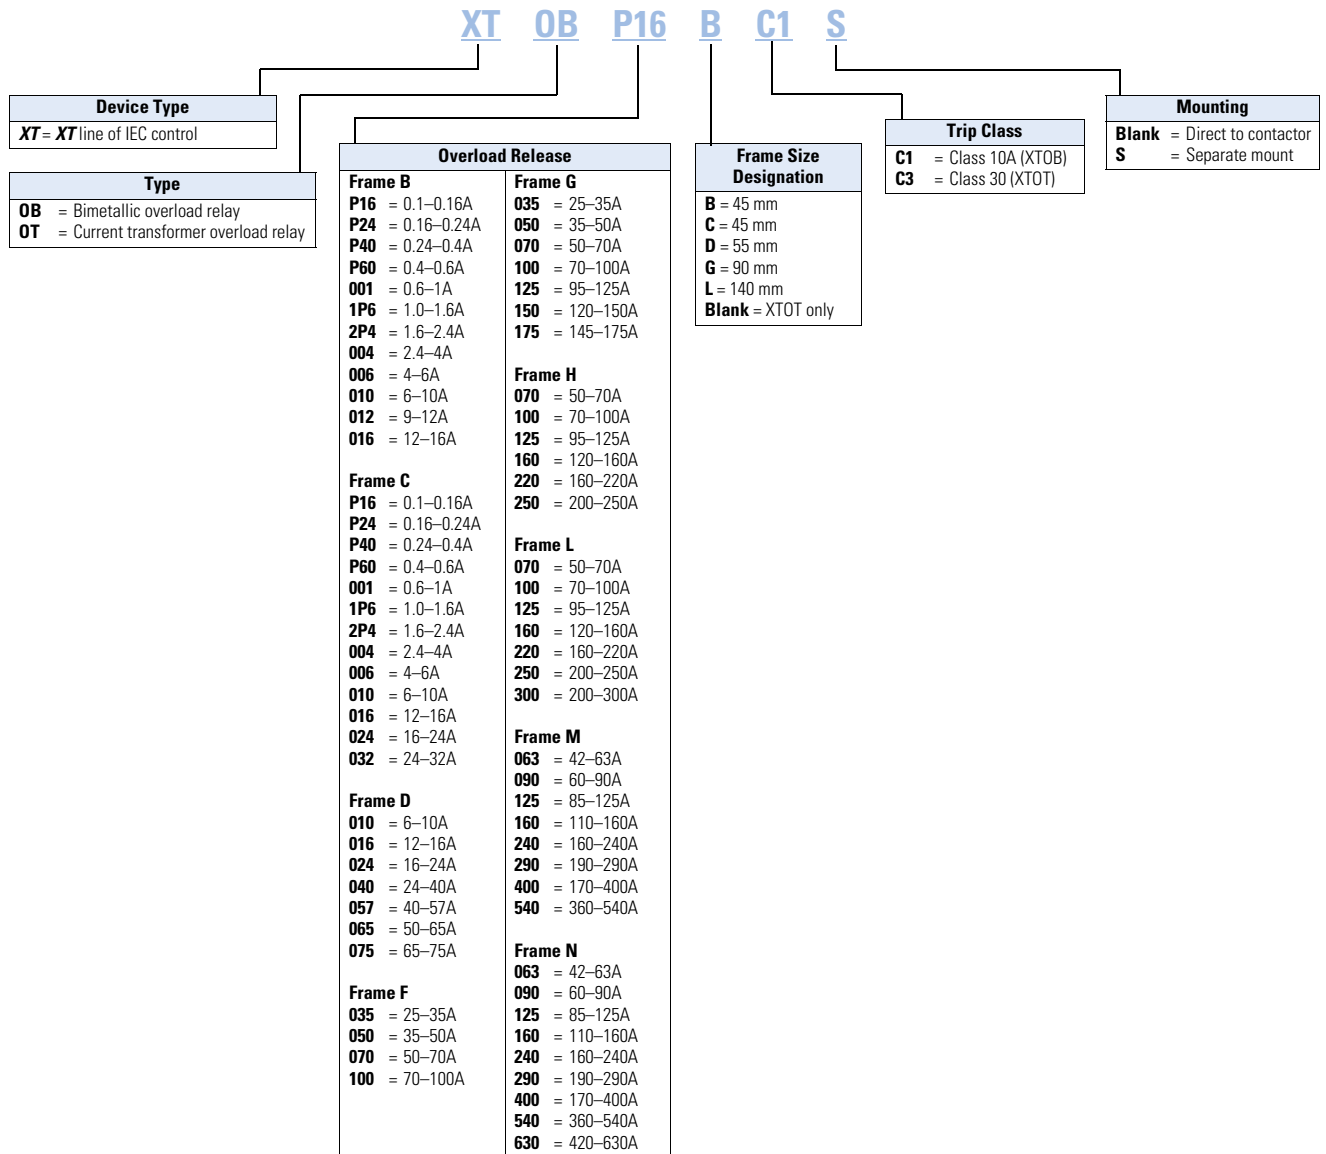 XT OB P16 B C1 S
Device Type
XT = XT line of IEC control
Type
OB = Bimetallic overload relay
OT = Current transformer overload relay
Overload Release
Frame B
P16 = 0.1–0.16A
P24 = 0.16–0.24A
P40 = 0.24–0.4A
P60 = 0.4–0.6A
001 = 0.6–1A
1P6 = 1.0–1.6A
2P4 = 1.6–2.4A
004 = 2.4–4A
006 = 4–6A
010 = 6–10A
012 = 9–12A
016 = 12–16A
Frame C
P16 = 0.1–0.16A
P24 = 0.16–0.24A
P40 = 0.24–0.4A
P60 = 0.4–0.6A
001 = 0.6–1A
1P6 = 1.0–1.6A
2P4 = 1.6–2.4A
004 = 2.4–4A
006 = 4–6A
010 = 6–10A
016 = 12–16A
024 = 16–24A
032 = 24–32A
Frame D
010 = 6–10A
016 = 12–16A
024 = 16–24A
040 = 24–40A
057 = 40–57A
065 = 50–65A
075 = 65–75A
Frame F
035 = 25–35A
050 = 35–50A
070 = 50–70A
100 = 70–100A
Frame G
035 = 25–35A
050 = 35–50A
070 = 50–70A
100 = 70–100A
125 = 95–125A
150 = 120–150A
175 = 145–175A
Frame H
070 = 50–70A
100 = 70–100A
125 = 95–125A
160 = 120–160A
220 = 160–220A
250 = 200–250A
Frame L
070 = 50–70A
100 = 70–100A
125 = 95–125A
160 = 120–160A
220 = 160–220A
250 = 200–250A
300 = 200–300A
Frame M
063 = 42–63A
090 = 60–90A
125 = 85–125A
160 = 110–160A
240 = 160–240A
290 = 190–290A
400 = 170–400A
540 = 360–540A
Frame N
063 = 42–63A
090 = 60–90A
125 = 85–125A
160 = 110–160A
240 = 160–240A
290 = 190–290A
400 = 170–400A
540 = 360–540A
630 = 420–630A
Frame Size
Designation
B = 45 mm
C = 45 mm
D = 55 mm
G = 90 mm
L = 140 mm
Blank = XTOT only
Trip Class
C1 = Class 10A (XTOB)
C3 = Class 30 (XTOT)
Mounting
Blank = Direct to contactor
S = Separate mount